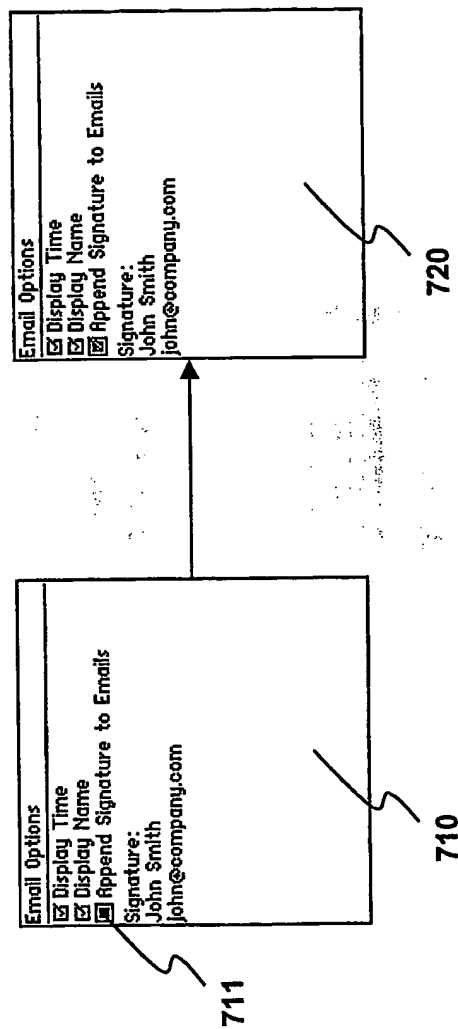 Email Options
Display Time
Display Name
Append Signature to Emails
Signature:
John Smith
john@company.com
711
710
Email Options
Display Time
Display Name
Append Signature to Emails
Signature:
John Smith
john@company.com
720